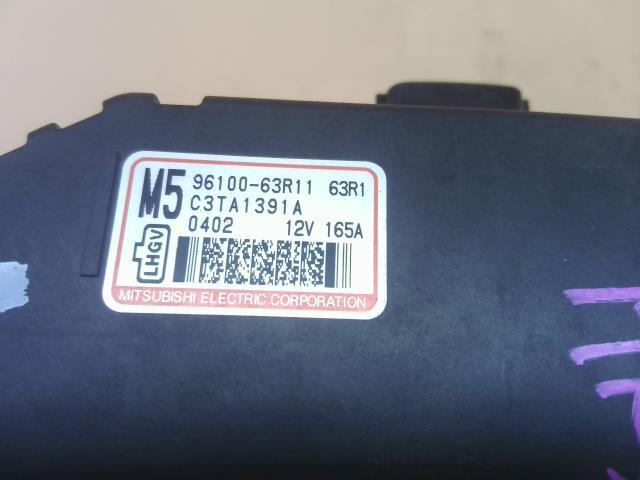 M5 96100-63R11 63R1
C3TA1391A
0402 12V 165A
LHGV
MITSUBISHI ELECTRIC CORPORATION